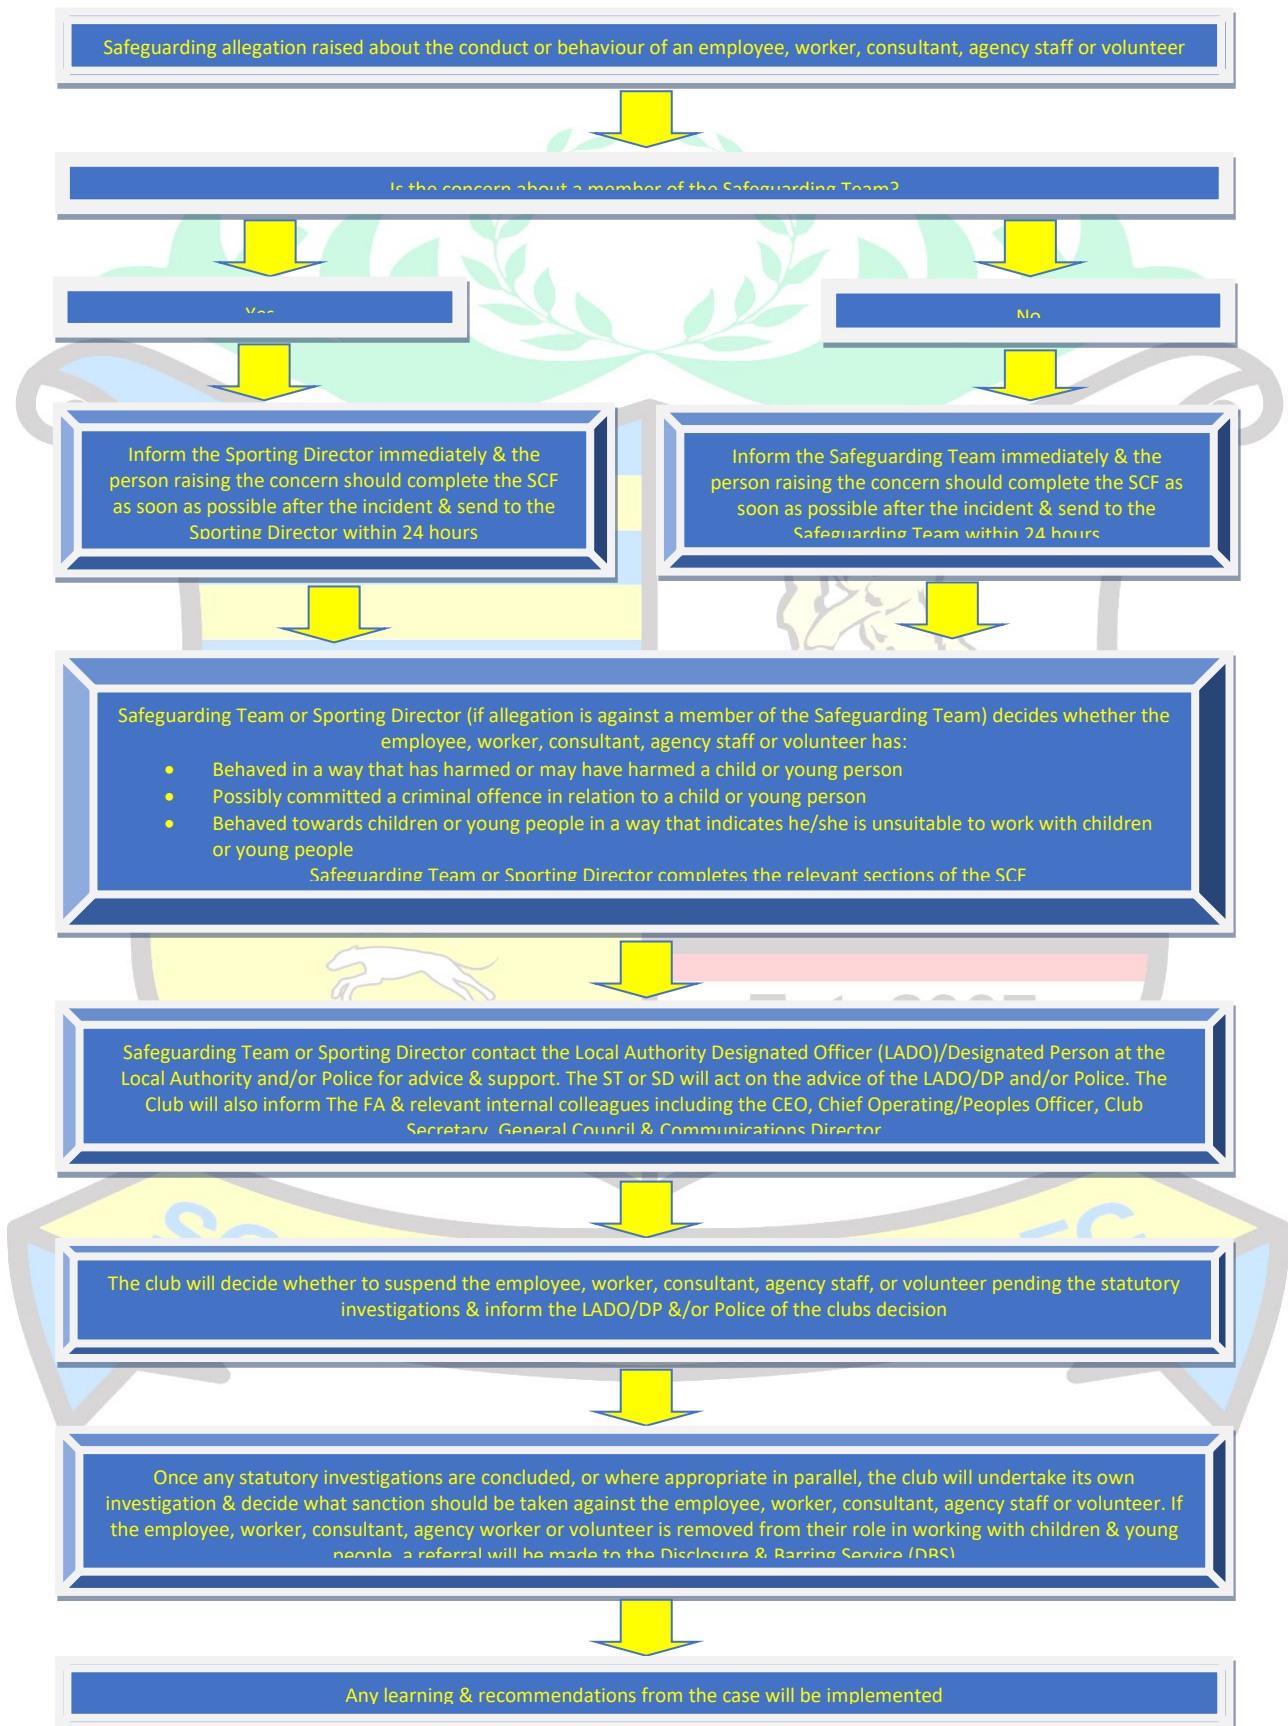 Safeguarding allegation raised about the conduct or behaviour of an employee, worker, consultant, agency staff or volunteer
Is the concern about a member of the Safeguarding Team?
Yes
No
Inform the Sporting Director immediately & the
person raising the concern should complete the SCF
as soon as possible after the incident & send to the
Sporting Director within 24 hours
Inform the Safeguarding Team immediately & the
person raising the concern should complete the SCF as
soon as possible after the incident & send to the
Safeguarding Team within 24 hours
Safeguarding Team or Sporting Director (if allegation is against a member of the Safeguarding Team) decides whether the
employee, worker, consultant, agency staff or volunteer has:
• Behaved in a way that has harmed or may have harmed a child or young person
• Possibly committed a criminal offence in relation to a child or young person
• Behaved towards children or young people in a way that indicates he/she is unsuitable to work with children
or young people
Safeguarding Team or Sporting Director completes the relevant sections of the SCF
Safeguarding Team or Sporting Director contact the Local Authority Designated Officer (LADO)/Designated Person at the
Local Authority and/or Police for advice & support. The ST or SD will act on the advice of the LADO/DP and/or Police. The
Club will also inform The FA & relevant internal colleagues including the CEO, Chief Operating/Peoples Officer, Club
Secretary, General Council & Communications Director
The club will decide whether to suspend the employee, worker, consultant, agency staff, or volunteer pending the statutory
investigations & inform the LADO/DP &/or Police of the clubs decision
Once any statutory investigations are concluded, or where appropriate in parallel, the club will undertake its own
investigation & decide what sanction should be taken against the employee, worker, consultant, agency staff or volunteer. If
the employee, worker, consultant, agency worker or volunteer is removed from their role in working with children & young
people, a referral will be made to the Disclosure & Barring Service (DBS)
Any learning & recommendations from the case will be implemented